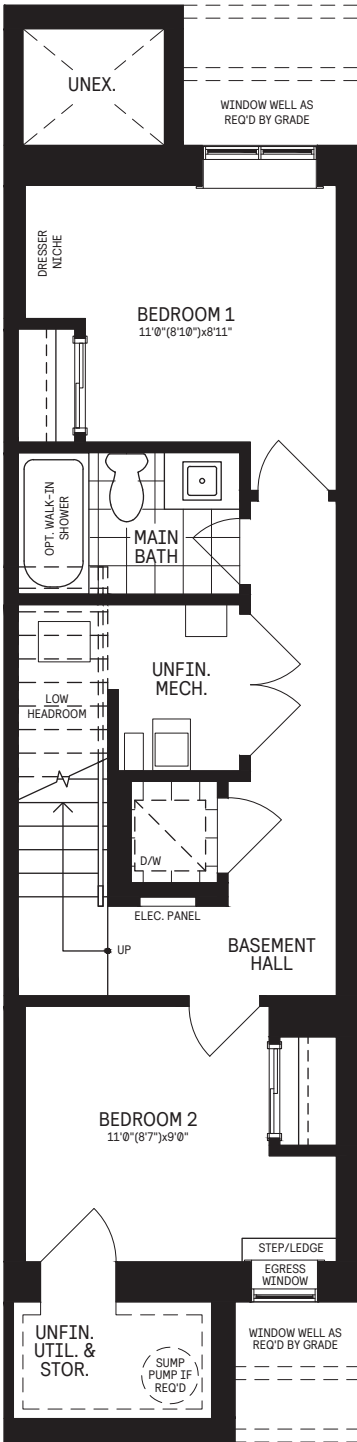 UNEX.
WINDOW WELL AS
REQ'D BY GRADE
DRESSER
NICHE
BEDROOM 1
11'0"(8'10")x8'11"
OPT. WALK-IN
SHOWER
MAIN
BATH
UNFIN.
MECH.
LOW
HEADROOM
D/W
ELEC. PANEL
UP
BASEMENT
HALL
BEDROOM 2
11'0"(8'7")x9'0"
STEP/LEDGE
EGRESS
WINDOW
UNFIN.
UTIL. &
STOR.
SUMP
PUMP IF
REQ'D
WINDOW WELL AS
REQ'D BY GRADE